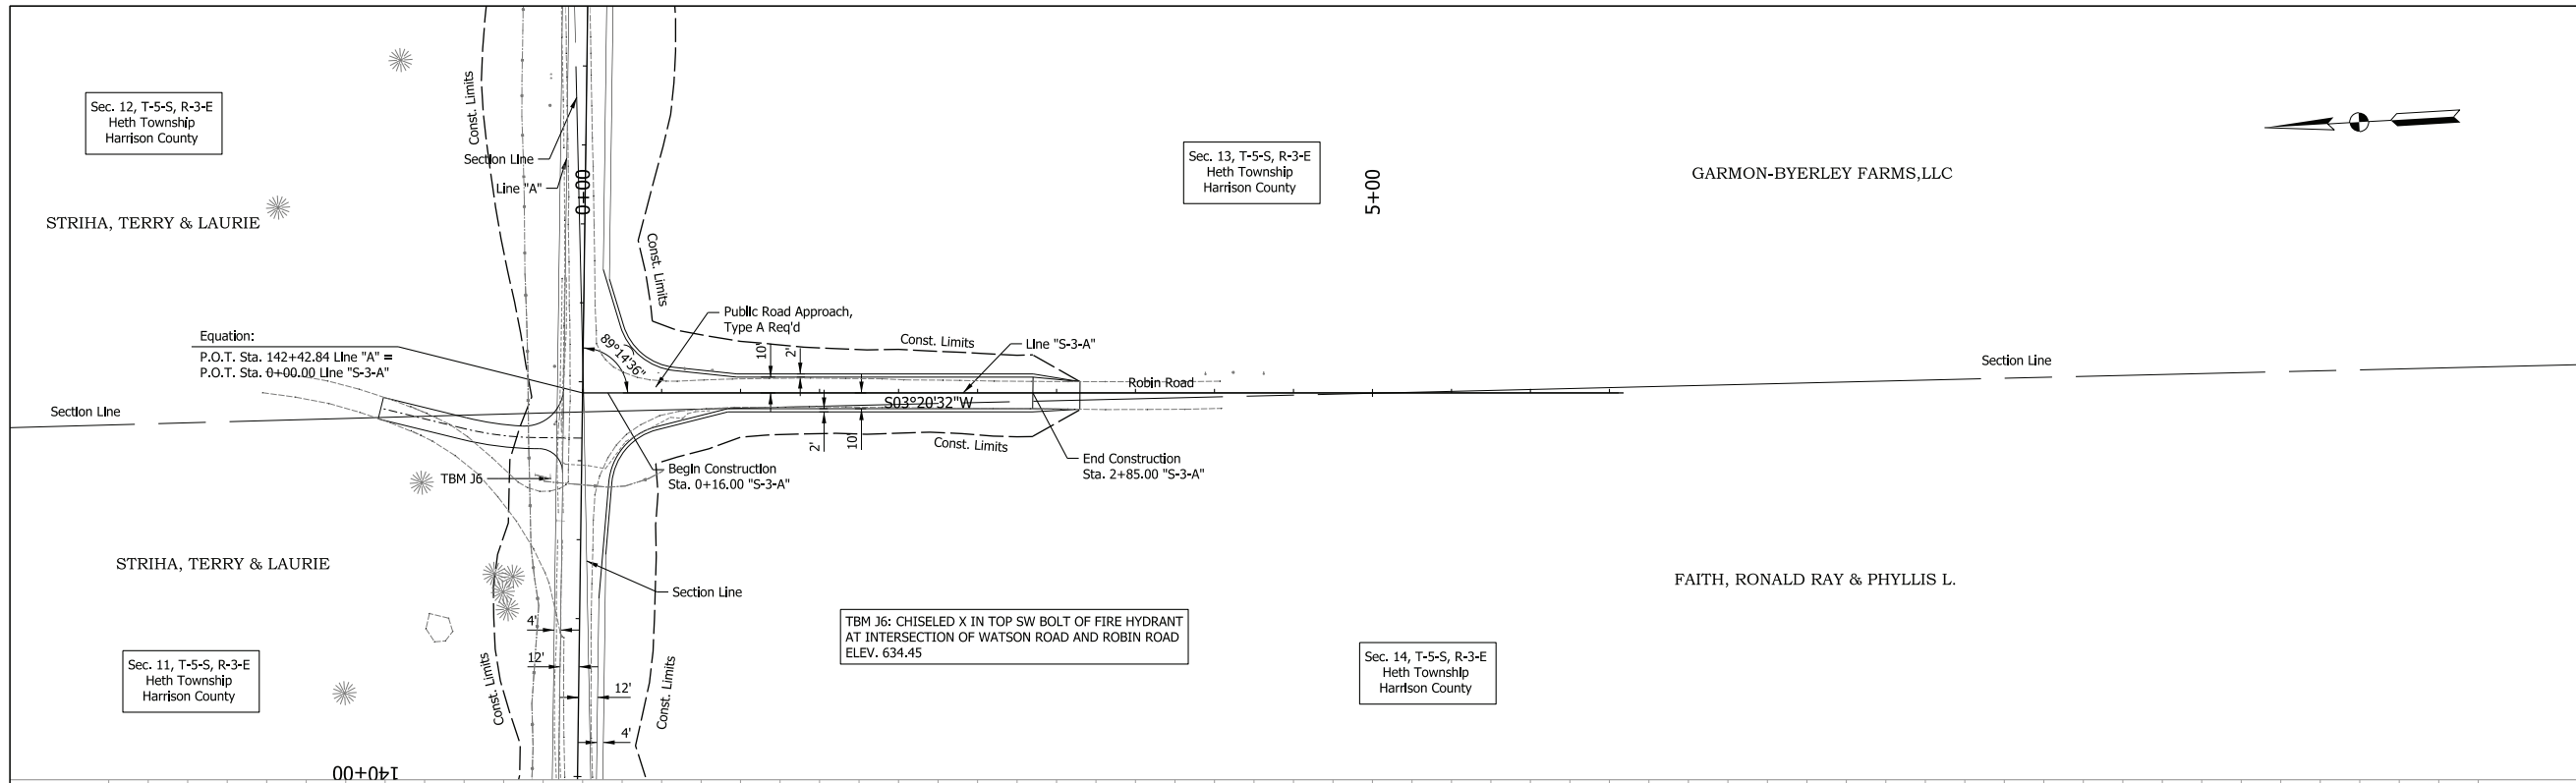 Sec. 12, T-5-S, R-3-E
Heth Township
Harrison County
STRIHA, TERRY & LAURIE
Const. Limits
Section Line
Line "A"
0+00
Const. Limits
Sec. 13, T-5-S, R-3-E
Heth Township
Harrison County
5+00
GARMON-BYERLEY FARMS,LLC
Equation:
P.O.T. Sta. 142+42.84 Line "A" =
P.O.T. Sta. 0+00.00 Line "S-3-A"
89°14'36"
Public Road Approach,
Type A Req'd
10'
2'
Const. Limits
Line "S-3-A"
Robin Road
Section Line
Section Line
S03°20'32"W
2'
10'
Const. Limits
TBM J6
Begin Construction
Sta. 0+16.00 "S-3-A"
End Construction
Sta. 2+85.00 "S-3-A"
STRIHA, TERRY & LAURIE
Section Line
FAITH, RONALD RAY & PHYLLIS L.
4'
12'
12'
4'
TBM J6: CHISELED X IN TOP SW BOLT OF FIRE HYDRANT
AT INTERSECTION OF WATSON ROAD AND ROBIN ROAD
ELEV. 634.45
Sec. 11, T-5-S, R-3-E
Heth Township
Harrison County
Const. Limits
Const. Limits
Sec. 14, T-5-S, R-3-E
Heth Township
Harrison County
140+00